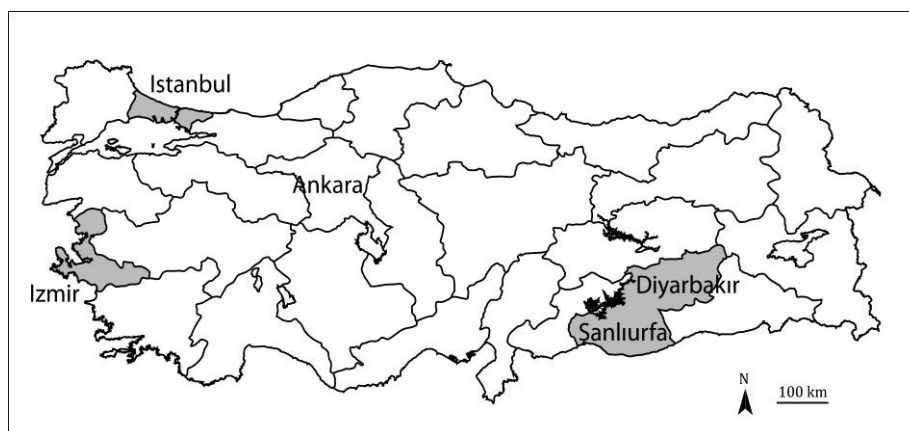 Istanbul
Ankara
Izmir
Diyarbakır
Şanlıurfa
N
100 km